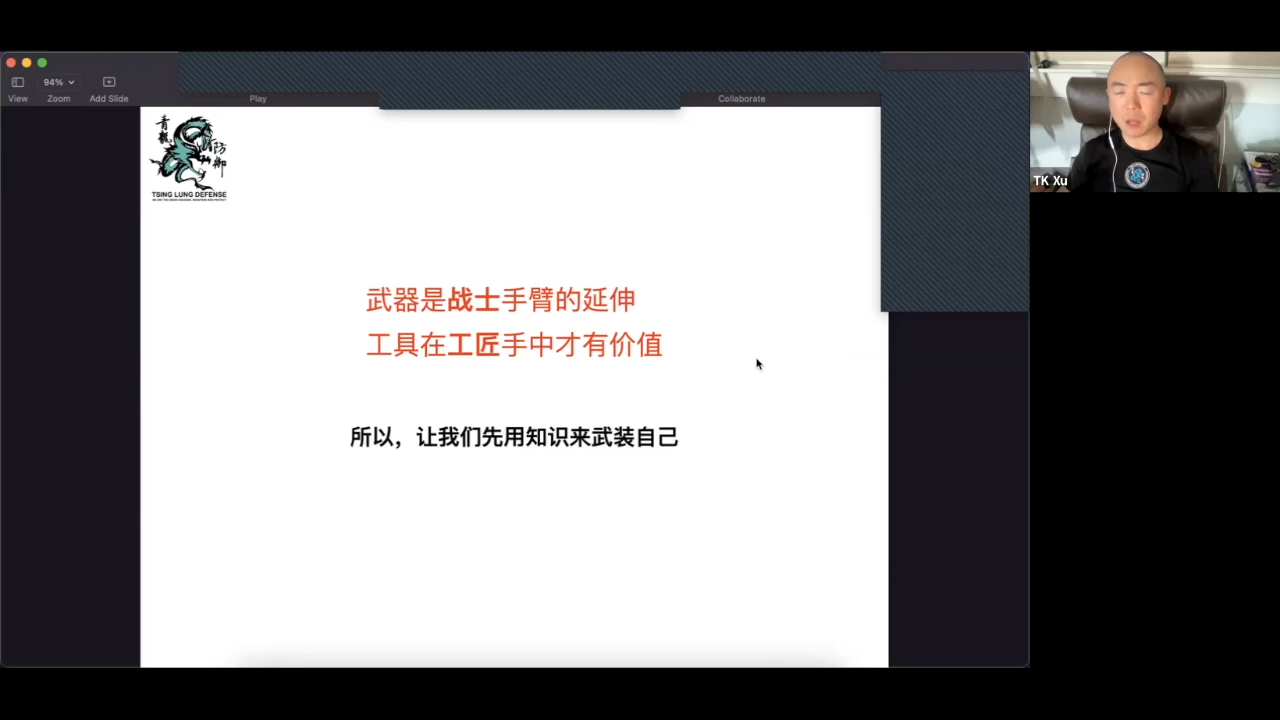 94%
View
Zoom
Add Slide
Play
Collaborate
青龍
防御
TSING LUNG DEFENSE
武器是战士手臂的延伸
工具在工匠手中才有价值
所以，让我们先用知识来武装自己
TK Xu